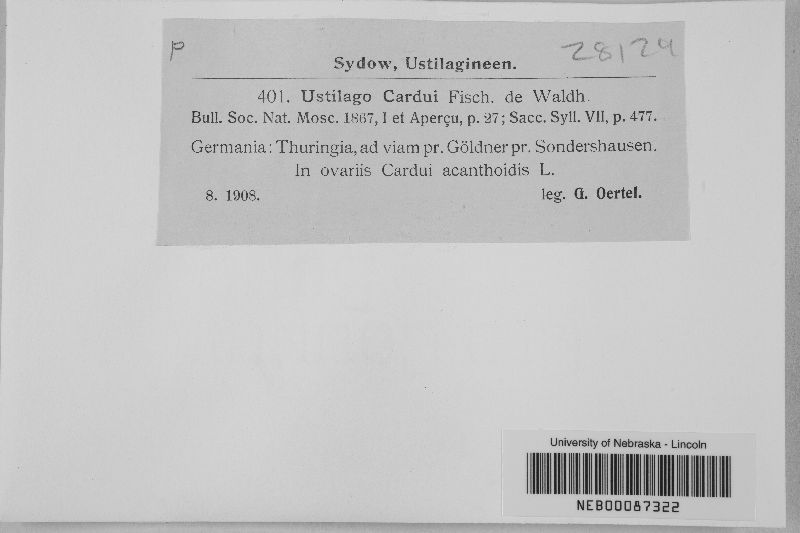 P
28124
Sydow, Ustilagineen.
401. Ustilago Cardui Fisch. de Waldh.
Bull. Soc. Nat. Mosc. 1867, I et Aperçu, p. 27; Sacc. Syll. VII, p. 477.
Germania: Thuringia, ad viam pr. Göldner pr. Sondershausen.
In ovariis Cardui acanthoidis L.
8. 1908. leg. G. Oertel.
University of Nebraska - Lincoln
NEB00087322